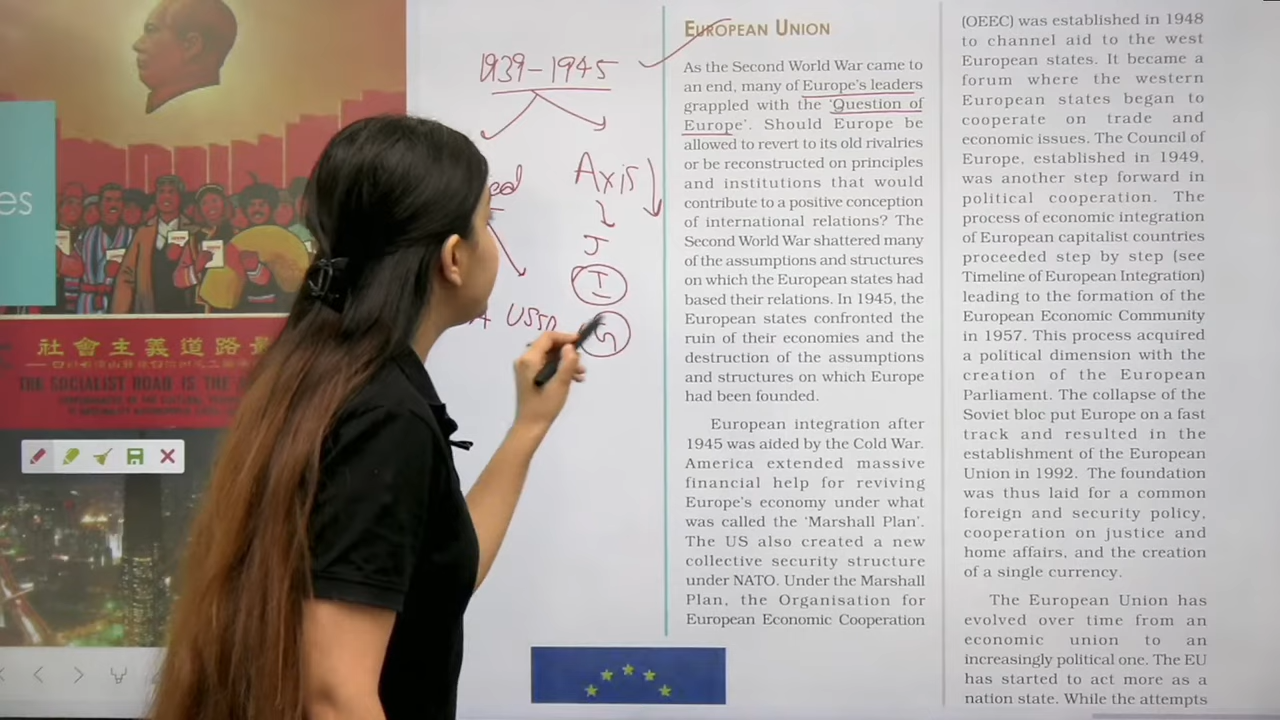 es
社會主義道路
THE SOCIALIST ROAD IS THE
1939-1945
Axis
J
I
USSR
G
EUROPEAN UNION
As the Second World War came to
an end, many of Europe's leaders
grappled with the 'Question of
Europe'. Should Europe be
allowed to revert to its old rivalries
or be reconstructed on principles
and institutions that would
contribute to a positive conception
of international relations? The
Second World War shattered many
of the assumptions and structures
on which the European states had
based their relations. In 1945, the
European states confronted the
ruin of their economies and the
destruction of the assumptions
and structures on which Europe
had been founded.
European integration after
1945 was aided by the Cold War.
America extended massive
financial help for reviving
Europe's economy under what
was called the 'Marshall Plan'.
The US also created a new
collective security structure
under NATO. Under the Marshall
Plan, the Organisation for
European Economic Cooperation
(OEEC) was established in 1948
to channel aid to the west
European states. It became a
forum where the western
European states began to
cooperate on trade and
economic issues. The Council of
Europe, established in 1949,
was another step forward in
political cooperation. The
process of economic integration
of European capitalist countries
proceeded step by step (see
Timeline of European Integration)
leading to the formation of the
European Economic Community
in 1957. This process acquired
a political dimension with the
creation of the European
Parliament. The collapse of the
Soviet bloc put Europe on a fast
track and resulted in the
establishment of the European
Union in 1992. The foundation
was thus laid for a common
foreign and security policy,
cooperation on justice and
home affairs, and the creation
of a single currency.
The European Union has
evolved over time from an
economic union to an
increasingly political one. The EU
has started to act more as a
nation state. While the attempts